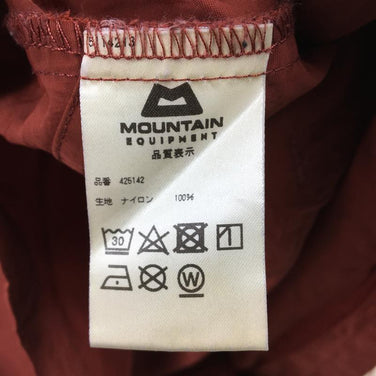 MOUNTAIN
EQUIPMENT
品質表示
品番 425142
生地 ナイロン 100%
30
W